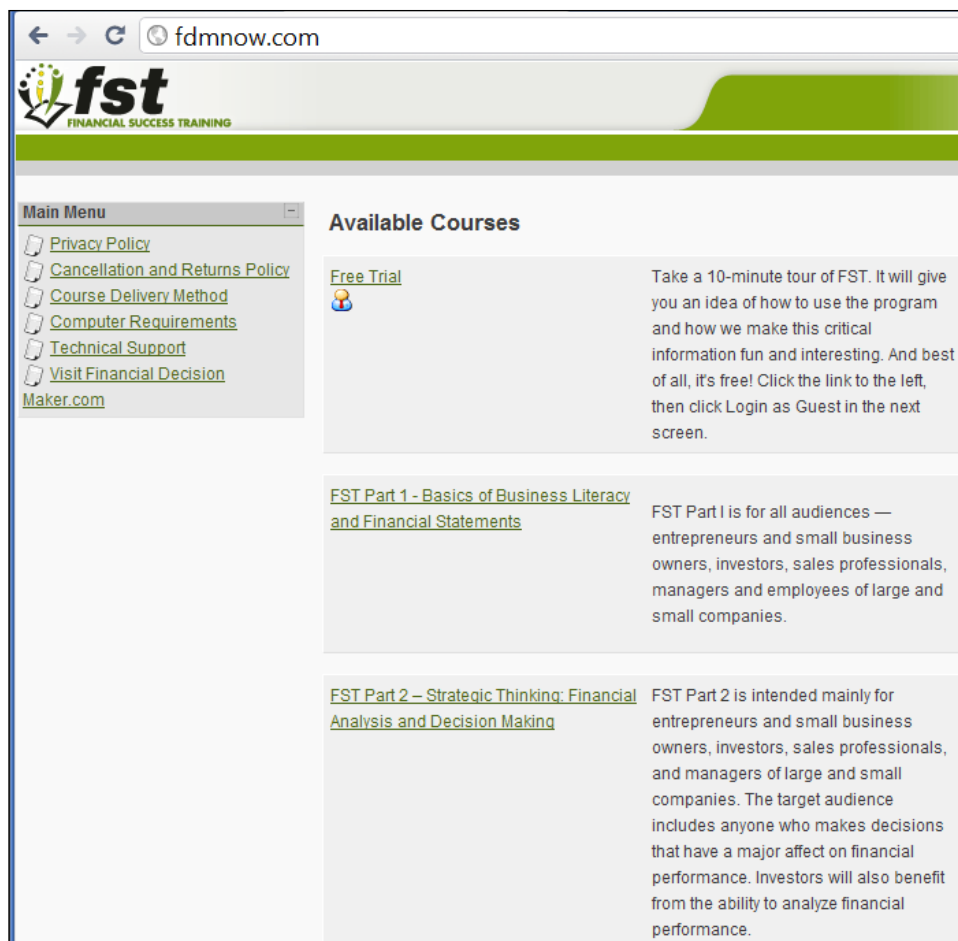 fdmnow.com
fst
FINANCIAL SUCCESS TRAINING
Main Menu
Privacy Policy
Cancellation and Returns Policy
Course Delivery Method
Computer Requirements
Technical Support
Visit Financial Decision
Maker.com
Available Courses
Free Trial
Take a 10-minute tour of FST. It will give
you an idea of how to use the program
and how we make this critical
information fun and interesting. And best
of all, it's free! Click the link to the left,
then click Login as Guest in the next
screen.
FST Part 1 - Basics of Business Literacy
and Financial Statements
FST Part I is for all audiences —
entrepreneurs and small business
owners, investors, sales professionals,
managers and employees of large and
small companies.
FST Part 2 – Strategic Thinking: Financial
Analysis and Decision Making
FST Part 2 is intended mainly for
entrepreneurs and small business
owners, investors, sales professionals,
and managers of large and small
companies. The target audience
includes anyone who makes decisions
that have a major affect on financial
performance. Investors will also benefit
from the ability to analyze financial
performance.